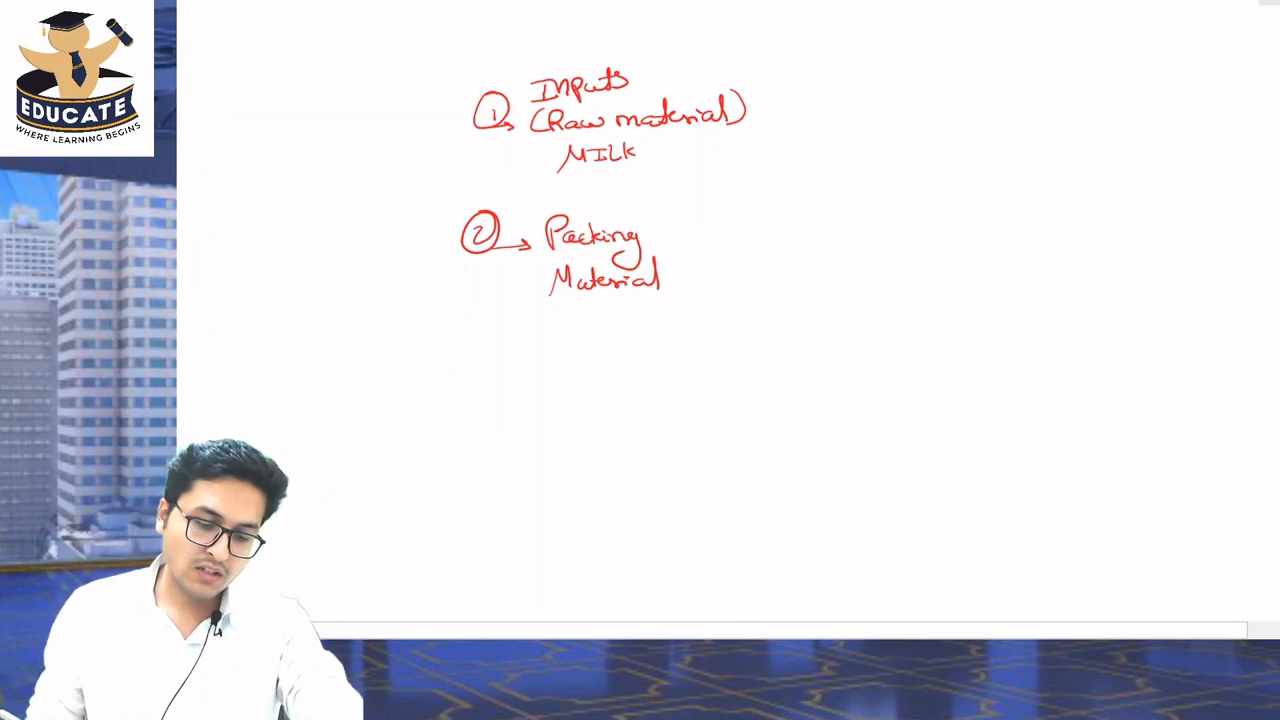 EDUCATE
WHERE LEARNING BEGINS
1 → Inputs
(Raw material)
MILK
2 → Packing
Material